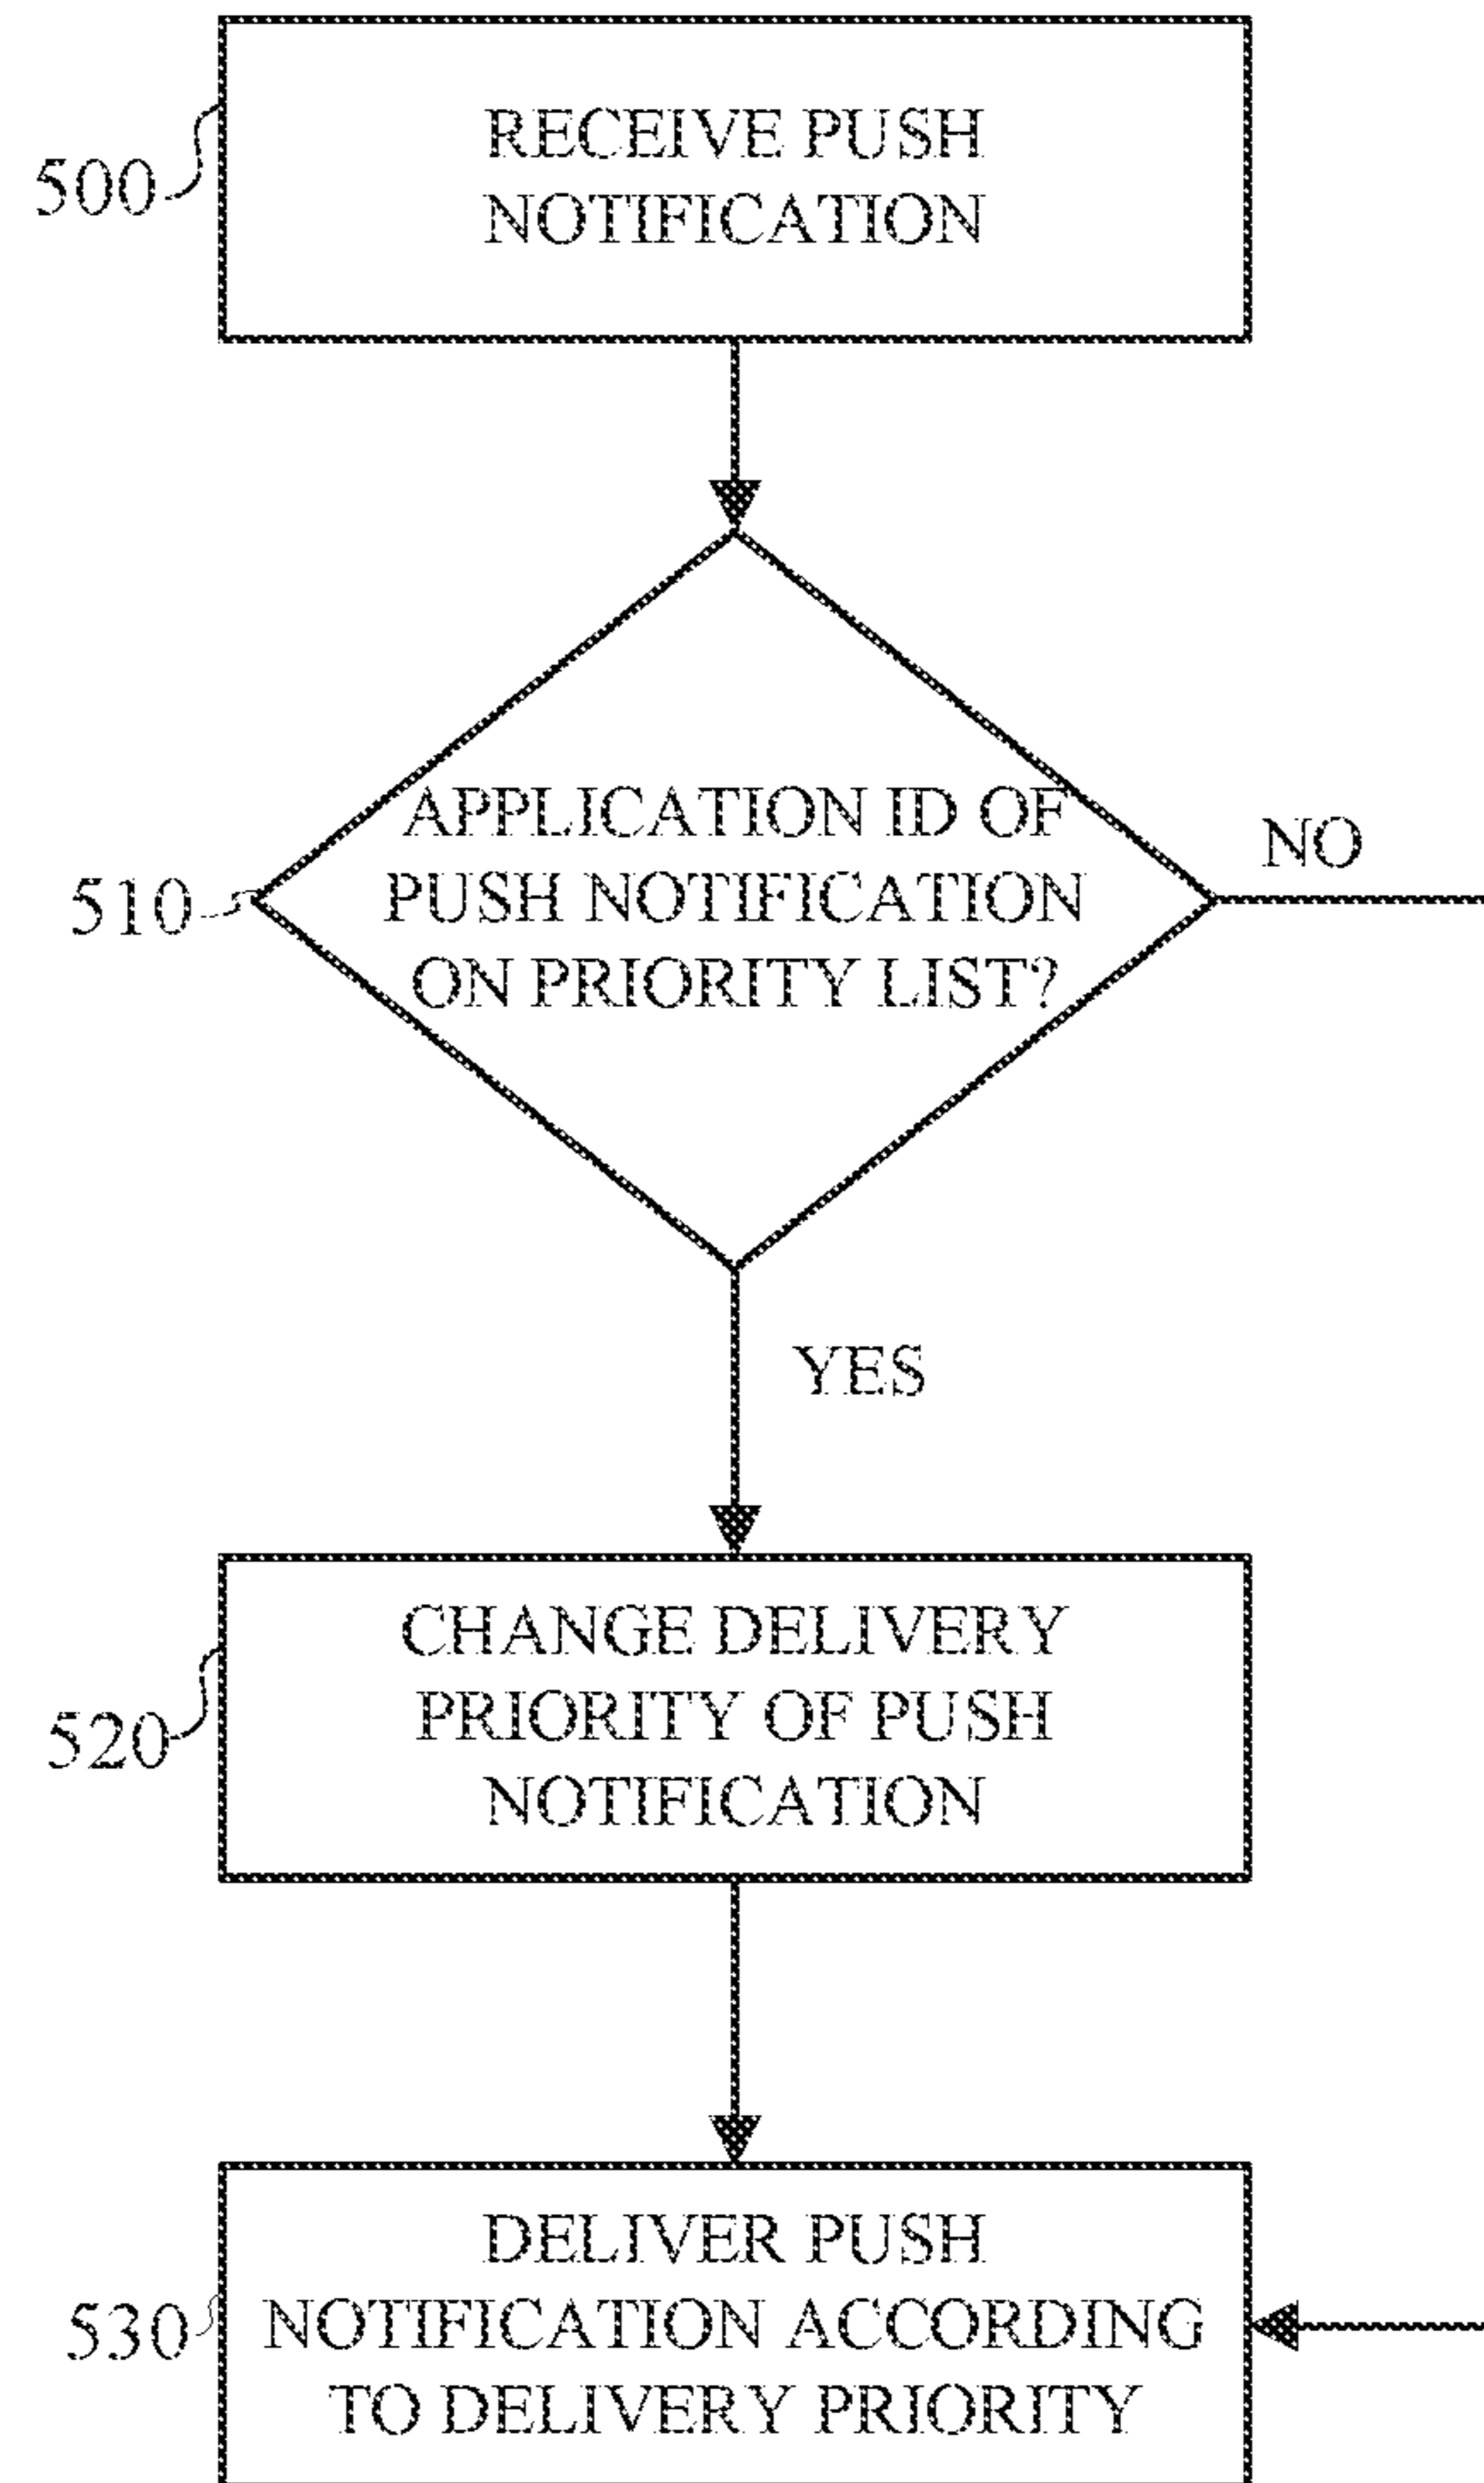 RECEIVE PUSH
NOTIFICATION
500
APPLICATION ID OF
PUSH NOTIFICATION
ON PRIORITY LIST?
510
NO
YES
CHANGE DELIVERY
PRIORITY OF PUSH
NOTIFICATION
520
DELIVER PUSH
NOTIFICATION ACCORDING
TO DELIVERY PRIORITY
530